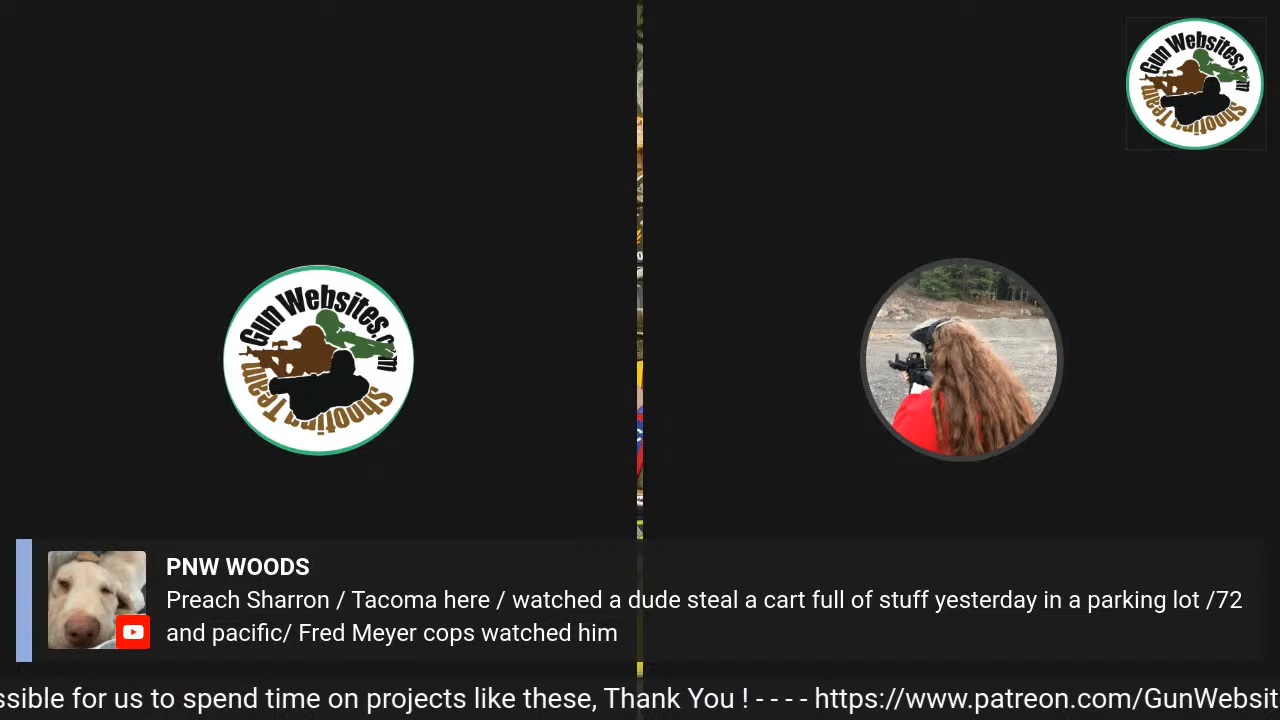 Gun Websites.com
Shooting Team
Gun Websites.com
Shooting Team
PNW WOODS
Preach Sharron / Tacoma here / watched a dude steal a cart full of stuff yesterday in a parking lot /72
and pacific/ Fred Meyer cops watched him
ssible for us to spend time on projects like these, Thank You ! - - - - https://www.patreon.com/GunWebsit